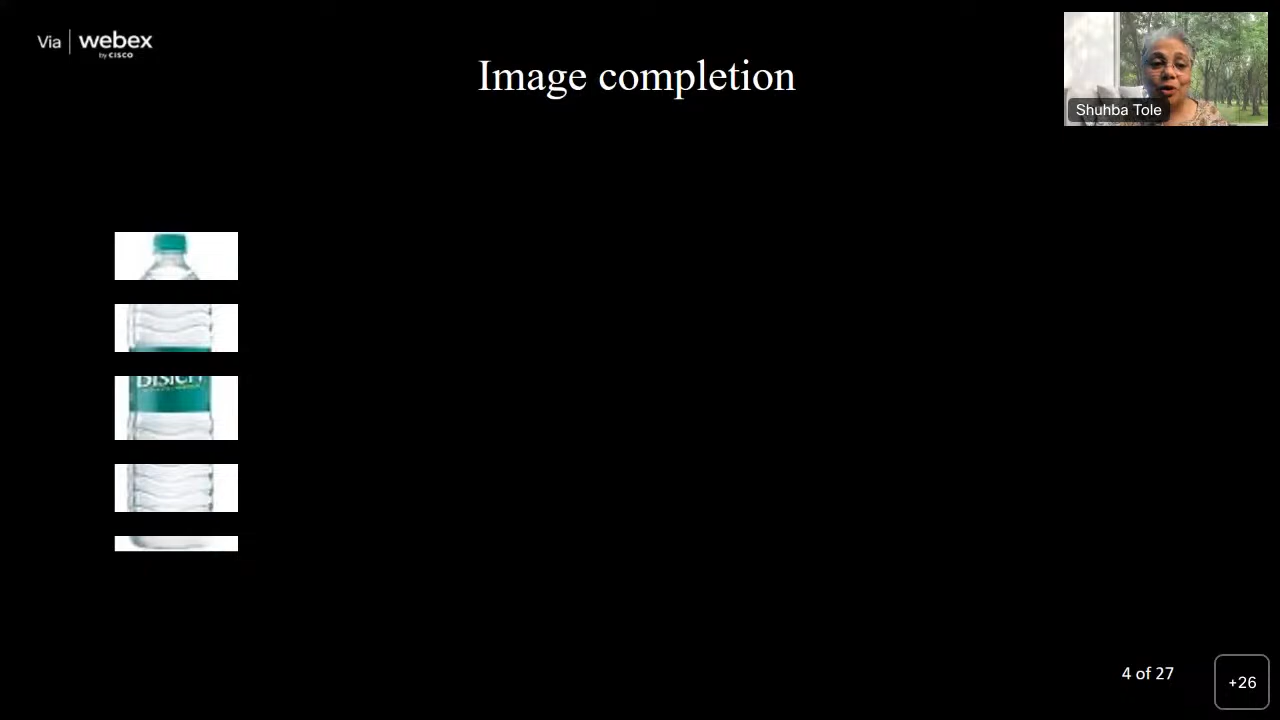 Via | webex
by CISCO
Image completion
Shuhba Tole
4 of 27
+26